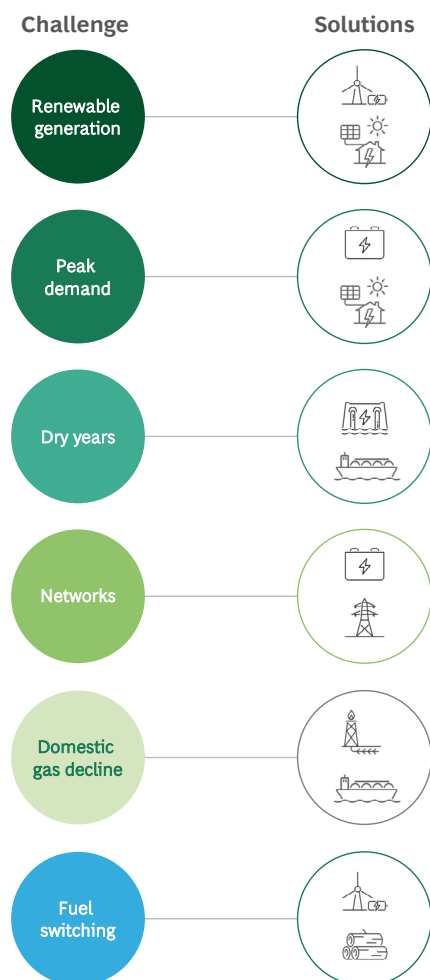 Challenge
Solutions
Renewable
generation
Peak
demand
Dry years
Networks
Domestic
gas decline
Fuel
switching